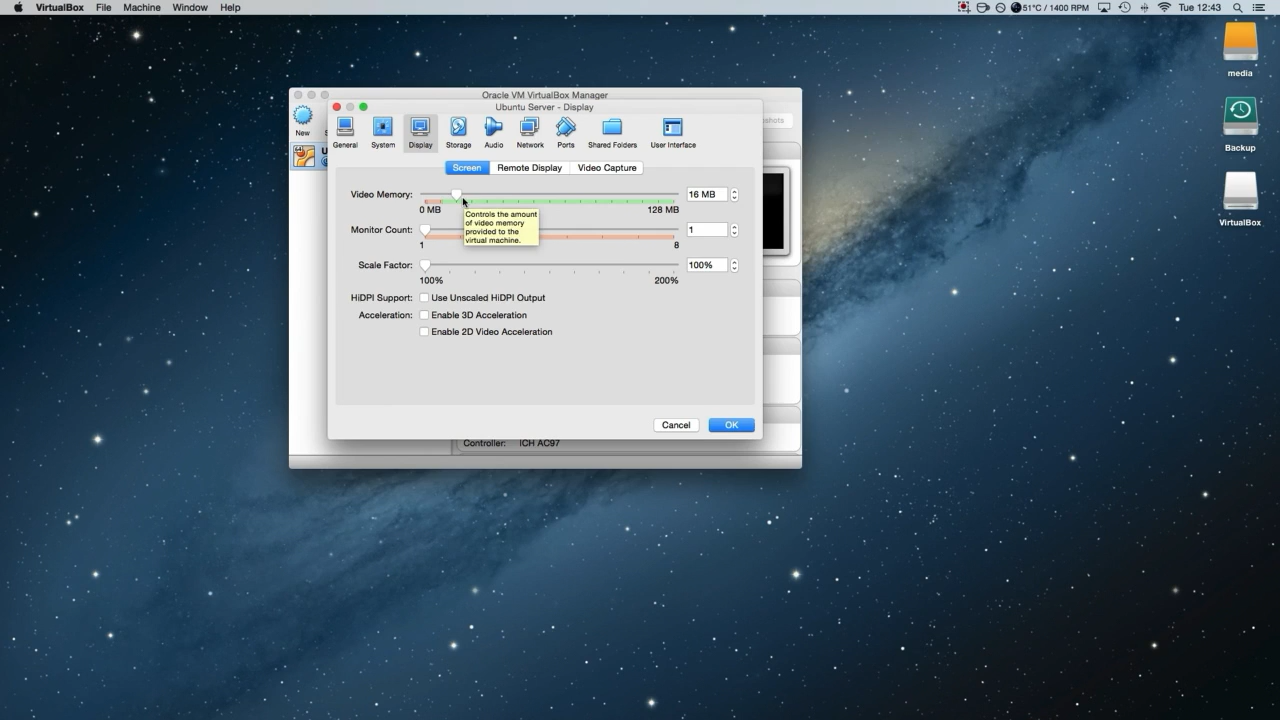 VirtualBox File Machine Window Help 51°C / 1400 RPM Tue 12:43
media
Backup
VirtualBox
Oracle VM VirtualBox Manager
Ubuntu Server - Display
New
General System Display Storage Audio Network Ports Shared Folders User Interface
Screen Remote Display Video Capture
Video Memory: 16 MB
0 MB 128 MB
Controls the amount
of video memory
provided to the
virtual machine.
Monitor Count: 1
1 8
Scale Factor: 100%
100% 200%
HiDPI Support: Use Unscaled HiDPI Output
Acceleration: Enable 3D Acceleration
Enable 2D Video Acceleration
Cancel OK
Controller: ICH AC97